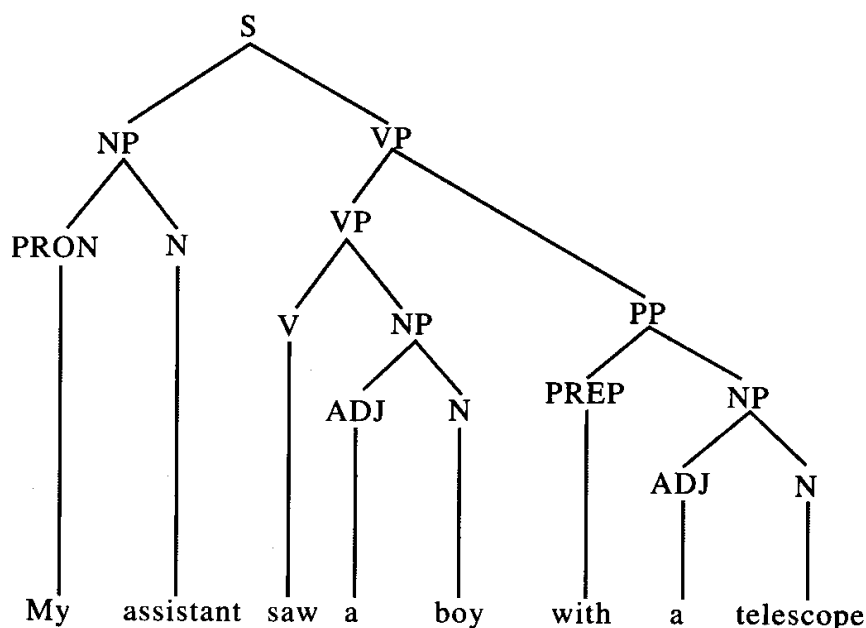 S
NP VP
PRON N VP
V NP PP
ADJ N PREP NP
ADJ N
My assistant saw a boy with a telescope